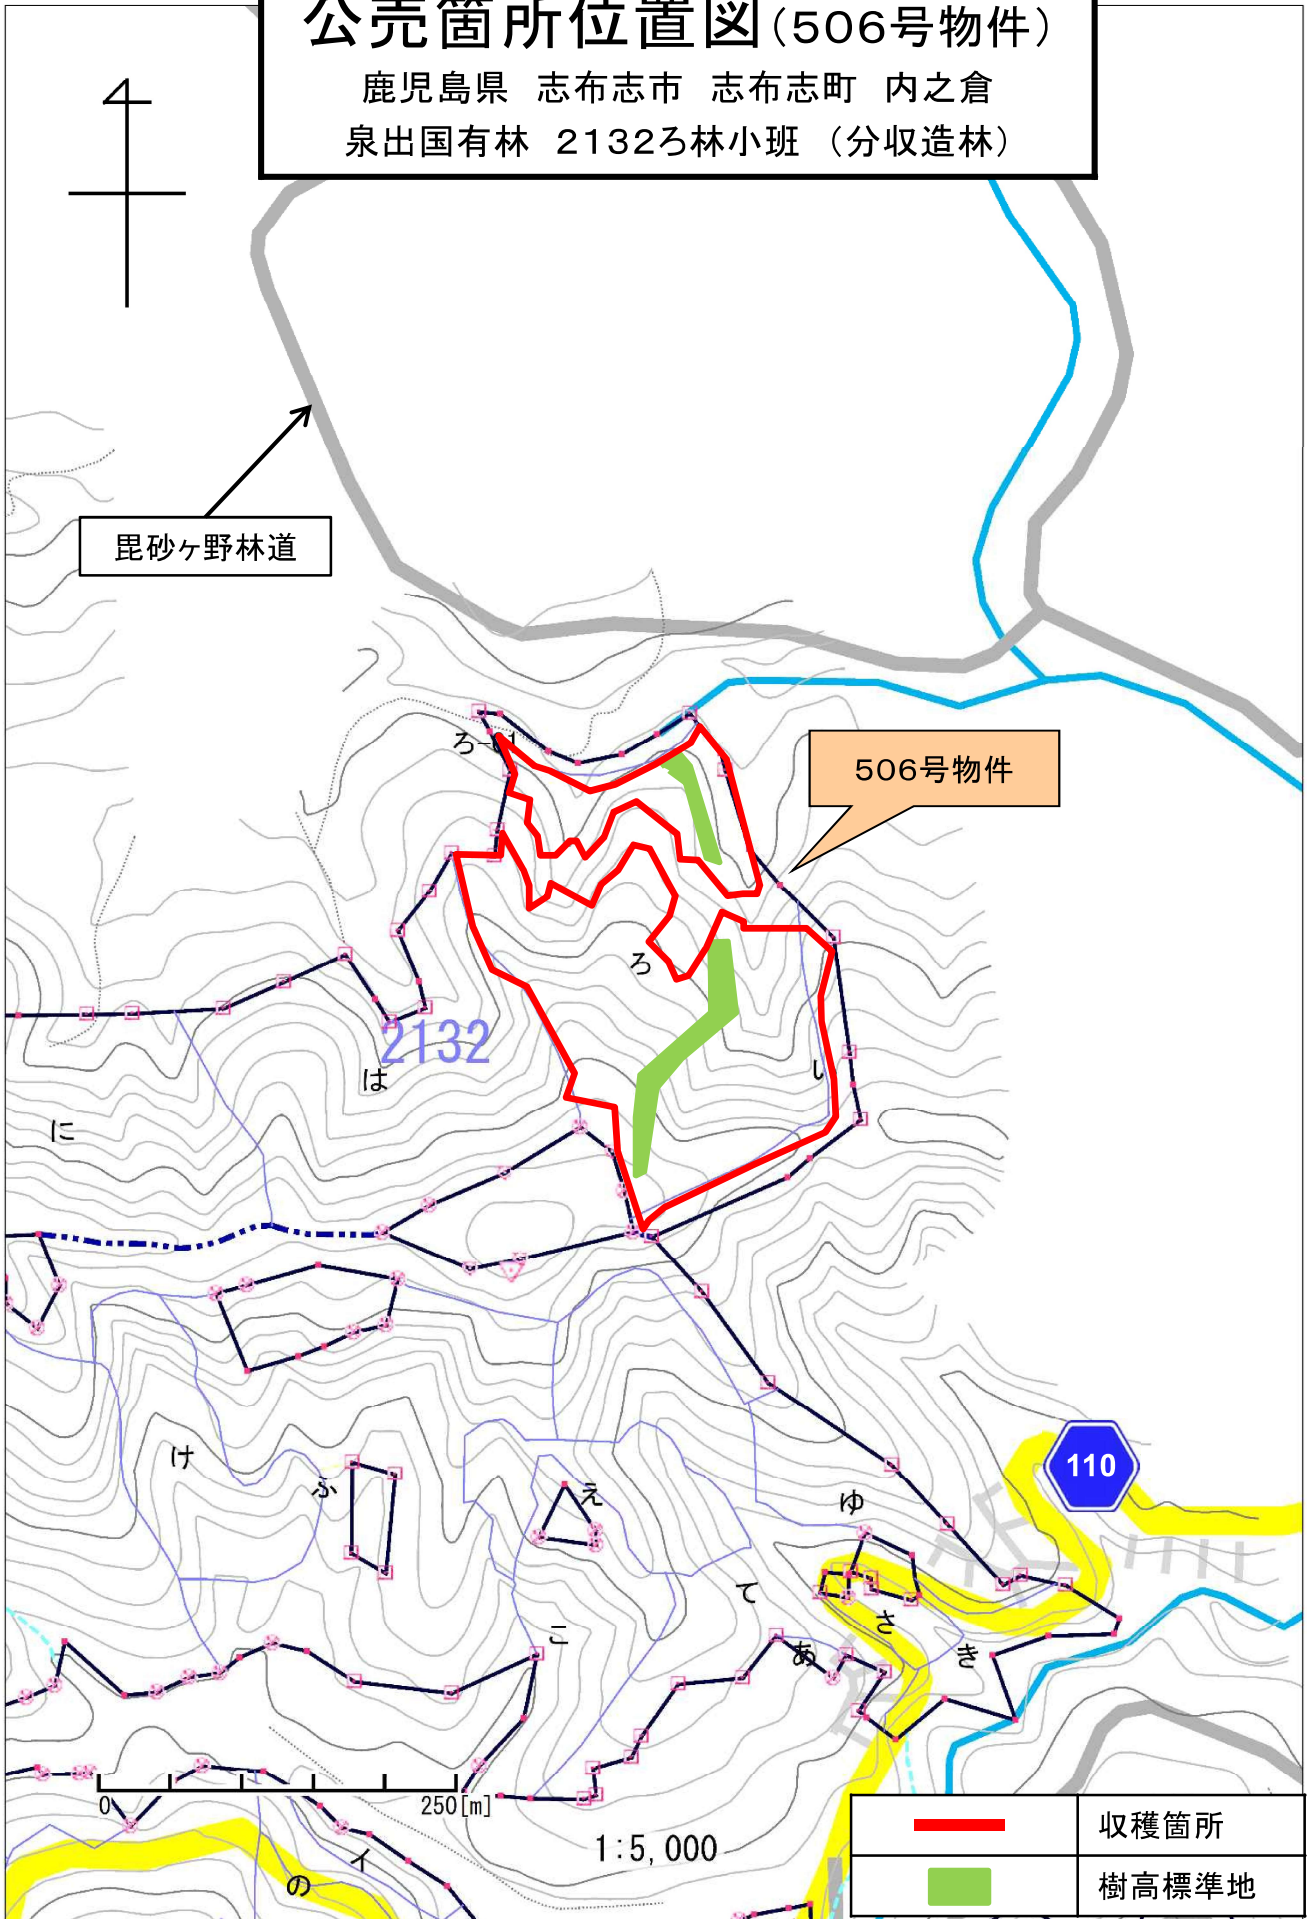 公売箇所位置図(506号物件)
鹿児島県 志布志市 志布志町 内之倉
泉出国有林 2132ろ林小班 (分収造林)
毘砂ヶ野林道
ろ-01
506号物件
ろ
2132
は
い
に
110
け
ふ
え
ゆ
て
さ
こ
あ
き
0
250[m]
1:5,000
イ
の
収穫箇所
樹高標準地